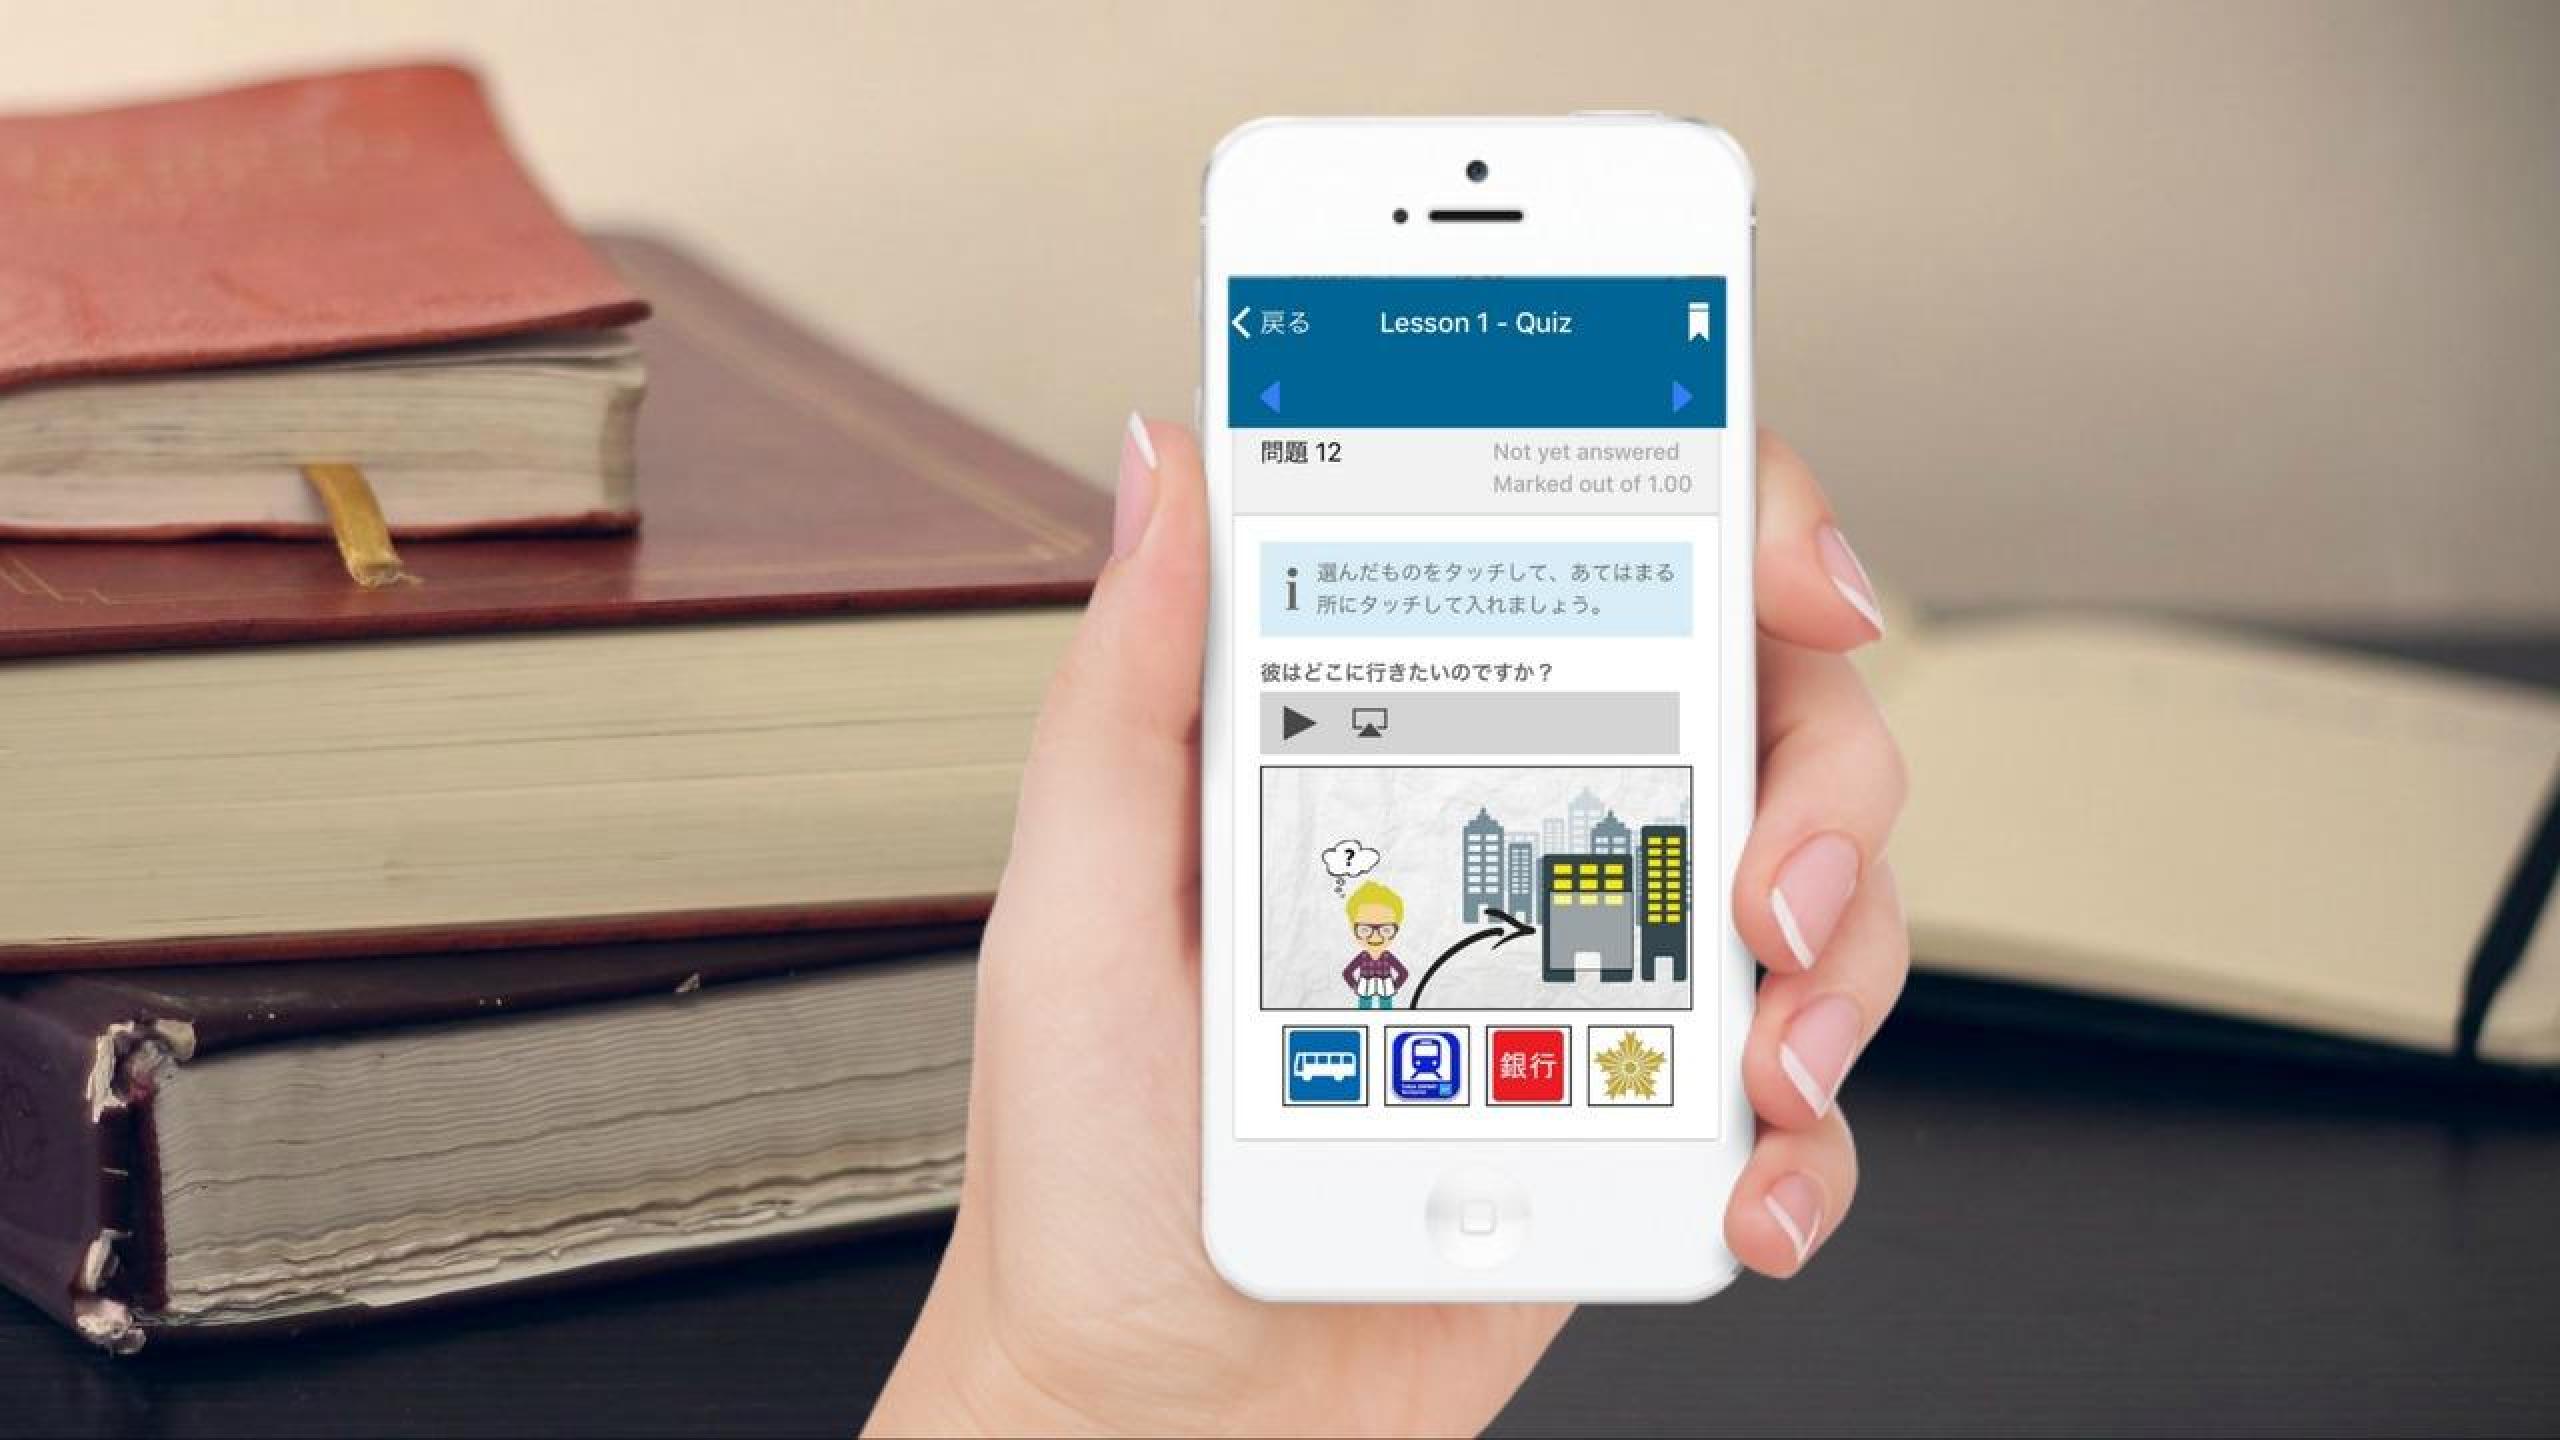 戻る
Lesson 1 - Quiz
問題 12
Not yet answered
Marked out of 1.00
i 選んだものをタッチして、あてはまる
所にタッチして入れましょう。
彼はどこに行きたいのですか？
?
銀行